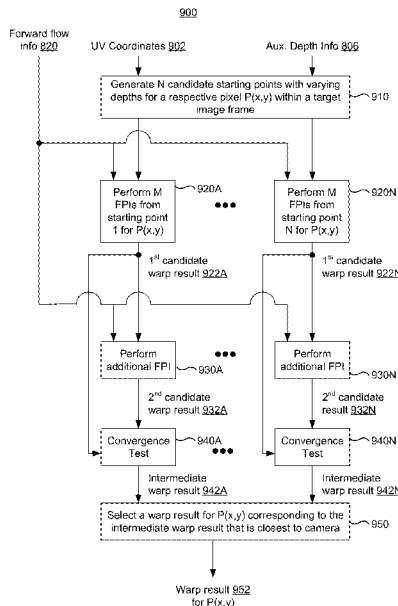 900
Forward flow
info 820
UV Coordinates 902
Aux. Depth Info 806
Generate N candidate starting points with varying
depths for a respective pixel P(x,y) within a target
image frame
910
Perform M
FPIs from
starting point
1 for P(x,y)
920A
Perform M
FPIs from
starting point
N for P(x,y)
920N
1st candidate
warp result 922A
1st candidate
warp result 922N
Perform
additional FPI
930A
Perform
additional FPI
930N
2nd candidate
warp result 932A
2nd candidate
result 932N
Convergence
Test
940A
Convergence
Test
940N
Intermediate
warp result 942A
Intermediate
warp result 942N
Select a warp result for P(x,y) corresponding to the
intermediate warp result that is closest to camera
950
Warp result 952
for P(x,y)